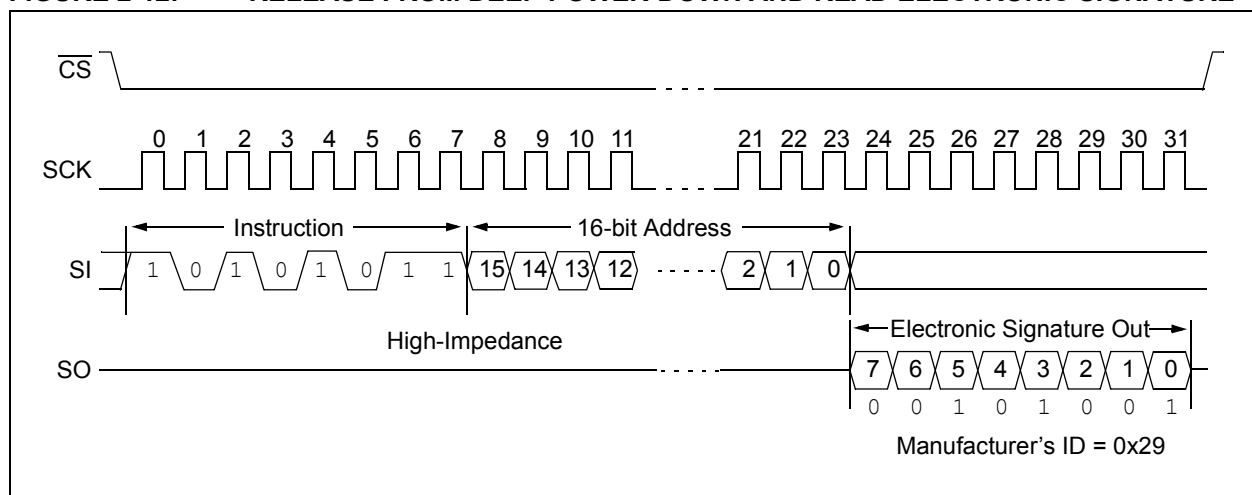 CS
0 1 2 3 4 5 6 7 8 9 10 11 21 22 23 24 25 26 27 28 29 30 31
SCK
Instruction 16-bit Address
SI 1 0 1 0 1 0 1 1 15 14 13 12 2 1 0
High-Impedance Electronic Signature Out
SO 7 6 5 4 3 2 1 0
0 0 1 0 1 0 0 1
Manufacturer's ID = 0x29